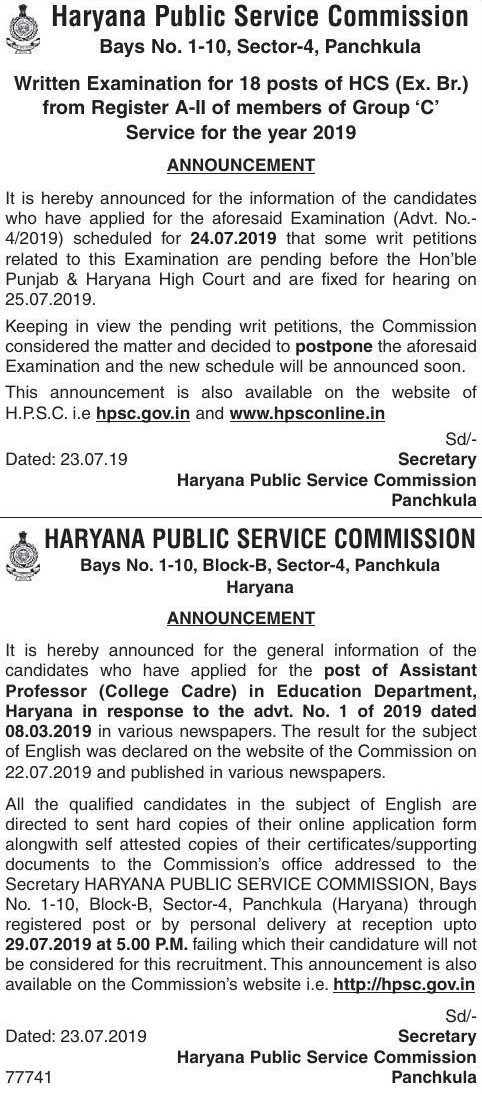 Haryana Public Service Commission
Bays No. 1-10, Sector-4, Panchkula
Written Examination for 18 posts of HCS (Ex. Br.)
from Register A-II of members of Group ‘C’
Service for the year 2019
ANNOUNCEMENT
It is hereby announced for the information of the candidates
who have applied for the aforesaid Examination (Advt. No.-
4/2019) scheduled for 24.07.2019 that some writ petitions
related to this Examination are pending before the Hon’ble
Punjab & Haryana High Court and are fixed for hearing on
25.07.2019.
Keeping in view the pending writ petitions, the Commission
considered the matter and decided to postpone the aforesaid
Examination and the new schedule will be announced soon.
This announcement is also available on the website of
H.P.S.C. i.e hpsc.gov.in and www.hpsconline.in
Sd/-
Dated: 23.07.19 Secretary
Haryana Public Service Commission
Panchkula
HARYANA PUBLIC SERVICE COMMISSION
Bays No. 1-10, Block-B, Sector-4, Panchkula
Haryana
ANNOUNCEMENT
It is hereby announced for the general information of the
candidates who have applied for the post of Assistant
Professor (College Cadre) in Education Department,
Haryana in response to the advt. No. 1 of 2019 dated
08.03.2019 in various newspapers. The result for the subject
of English was declared on the website of the Commission on
22.07.2019 and published in various newspapers.
All the qualified candidates in the subject of English are
directed to sent hard copies of their online application form
alongwith self attested copies of their certificates/supporting
documents to the Commission’s office addressed to the
Secretary HARYANA PUBLIC SERVICE COMMISSION, Bays
No. 1-10, Block-B, Sector-4, Panchkula (Haryana) through
registered post or by personal delivery at reception upto
29.07.2019 at 5.00 P.M. failing which their candidature will not
be considered for this recruitment. This announcement is also
available on the Commission’s website i.e. http://hpsc.gov.in
Sd/-
Dated: 23.07.2019 Secretary
Haryana Public Service Commission
77741 Panchkula